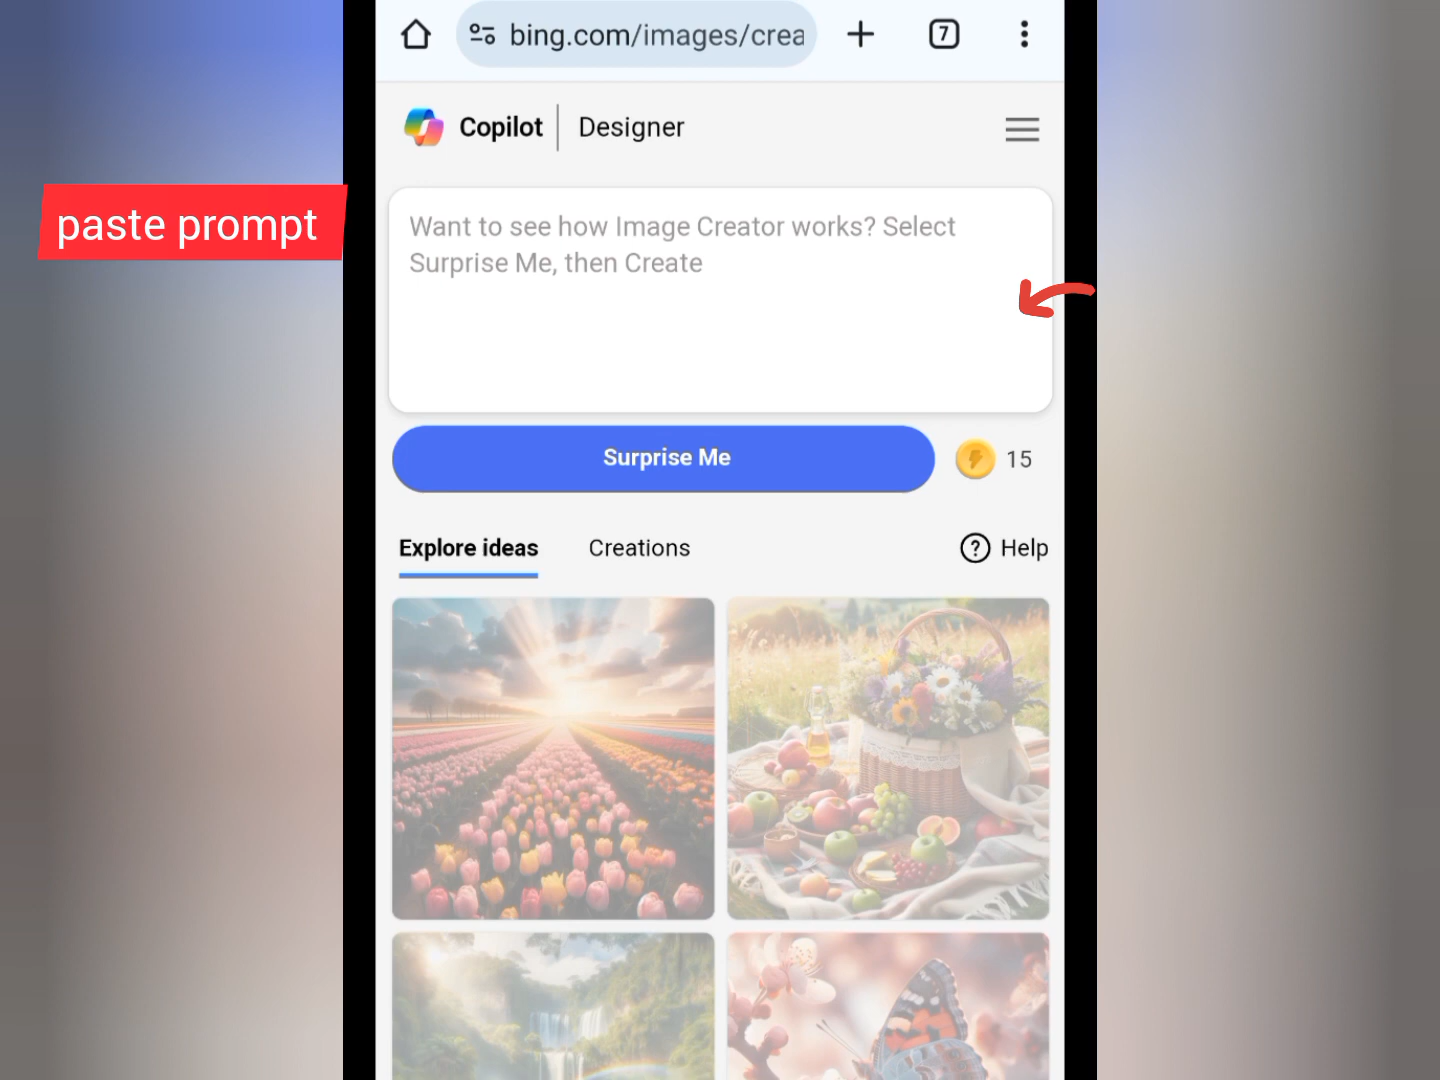 bing.com/images/crea
7
Copilot
Designer
paste prompt
Want to see how Image Creator works? Select
Surprise Me, then Create
Surprise Me
15
Explore ideas
Creations
? Help